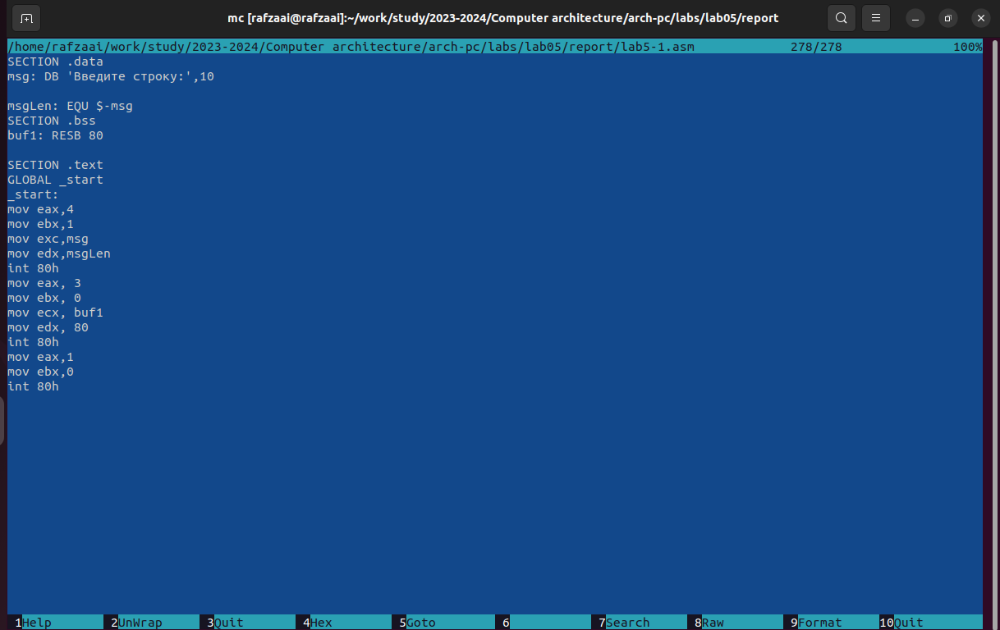 mc [rafzaai@rafzaai]:~/work/study/2023-2024/Computer architecture/arch-pc/labs/lab05/report
/home/rafzaai/work/study/2023-2024/Computer architecture/arch-pc/labs/lab05/report/lab5-1.asm 278/278 100%
SECTION .data
msg: DB 'Введите строку:',10
msgLen: EQU $-msg
SECTION .bss
buf1: RESB 80
SECTION .text
GLOBAL _start
_start:
mov eax,4
mov ebx,1
mov exc,msg
mov edx,msgLen
int 80h
mov eax, 3
mov ebx, 0
mov ecx, buf1
mov edx, 80
int 80h
mov eax,1
mov ebx,0
int 80h
1Help 2UnWrap 3Quit 4Hex 5Goto 6 7Search 8Raw 9Format 10Quit